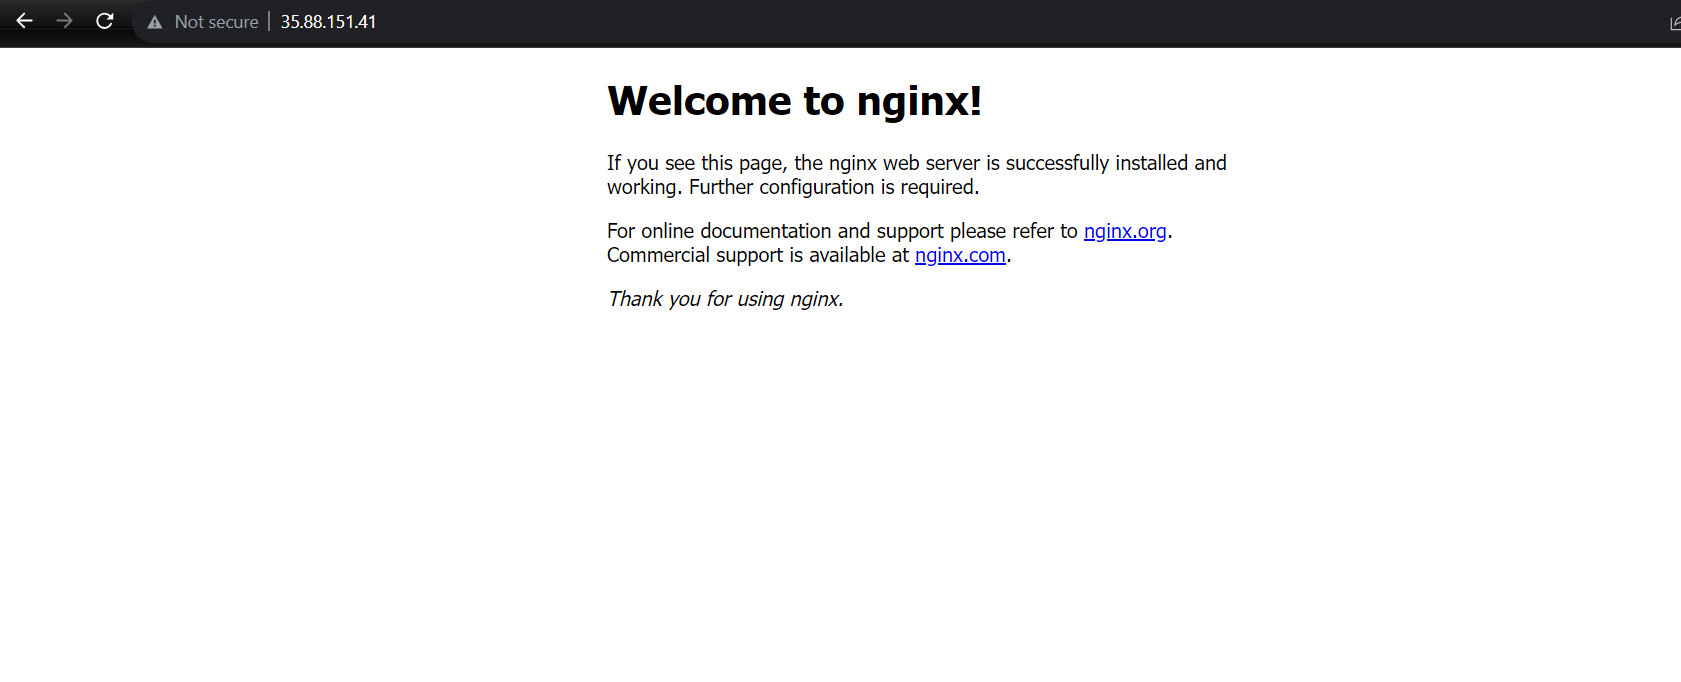 Not secure | 35.88.151.41
Welcome to nginx!
If you see this page, the nginx web server is successfully installed and
working. Further configuration is required.
For online documentation and support please refer to nginx.org.
Commercial support is available at nginx.com.
Thank you for using nginx.